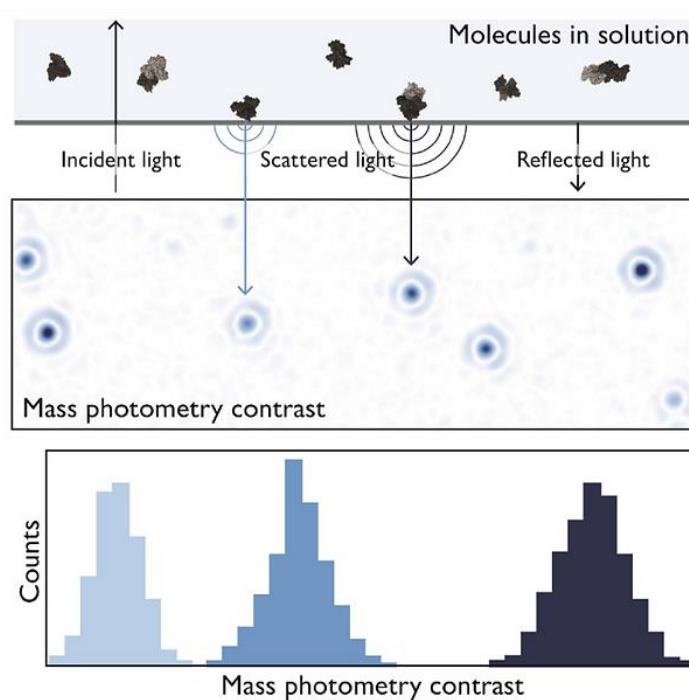 Molecules in solution
Incident light
Scattered light
Reflected light
Mass photometry contrast
Counts
Mass photometry contrast